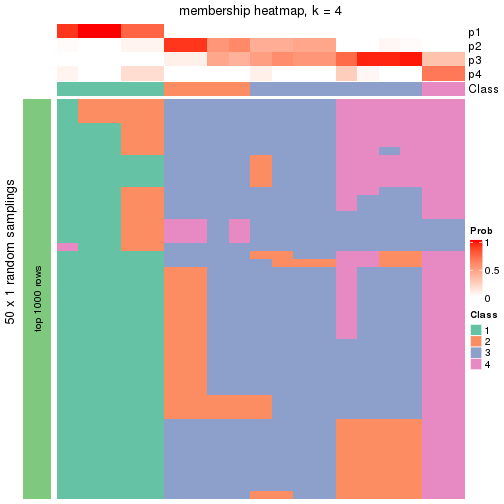 membership heatmap, k = 4
p1
p2
p3
p4
Class
50 x 1 random samplings
top 1000 rows
Prob
1
0.5
0
Class
1
2
3
4